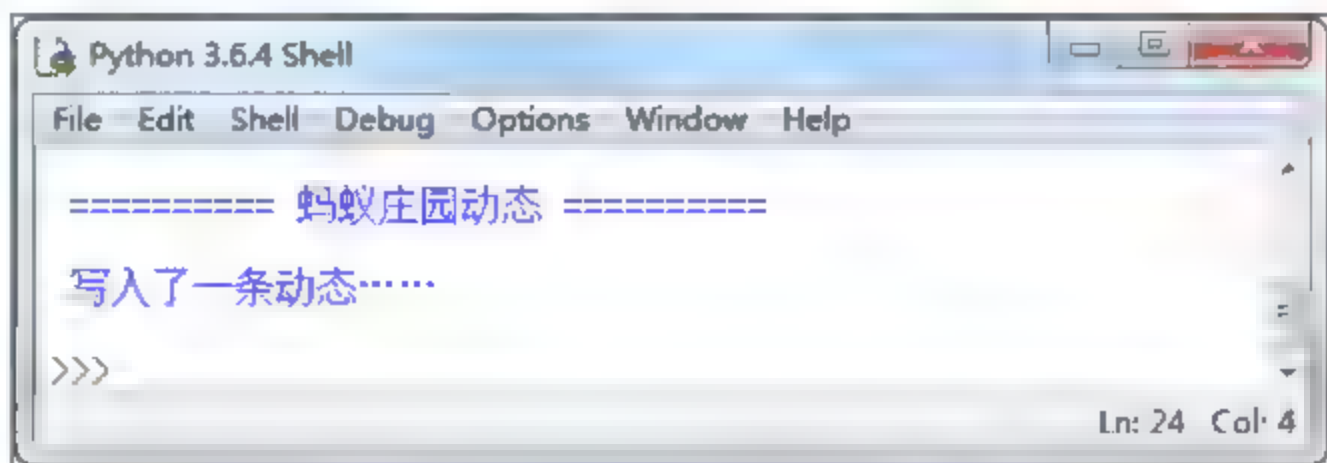 Python 3.6.4 Shell
File Edit Shell Debug Options Window Help
========== 蚂蚁庄园动态 ==========
写入了一条动态……
>>>
Ln: 24 Col: 4